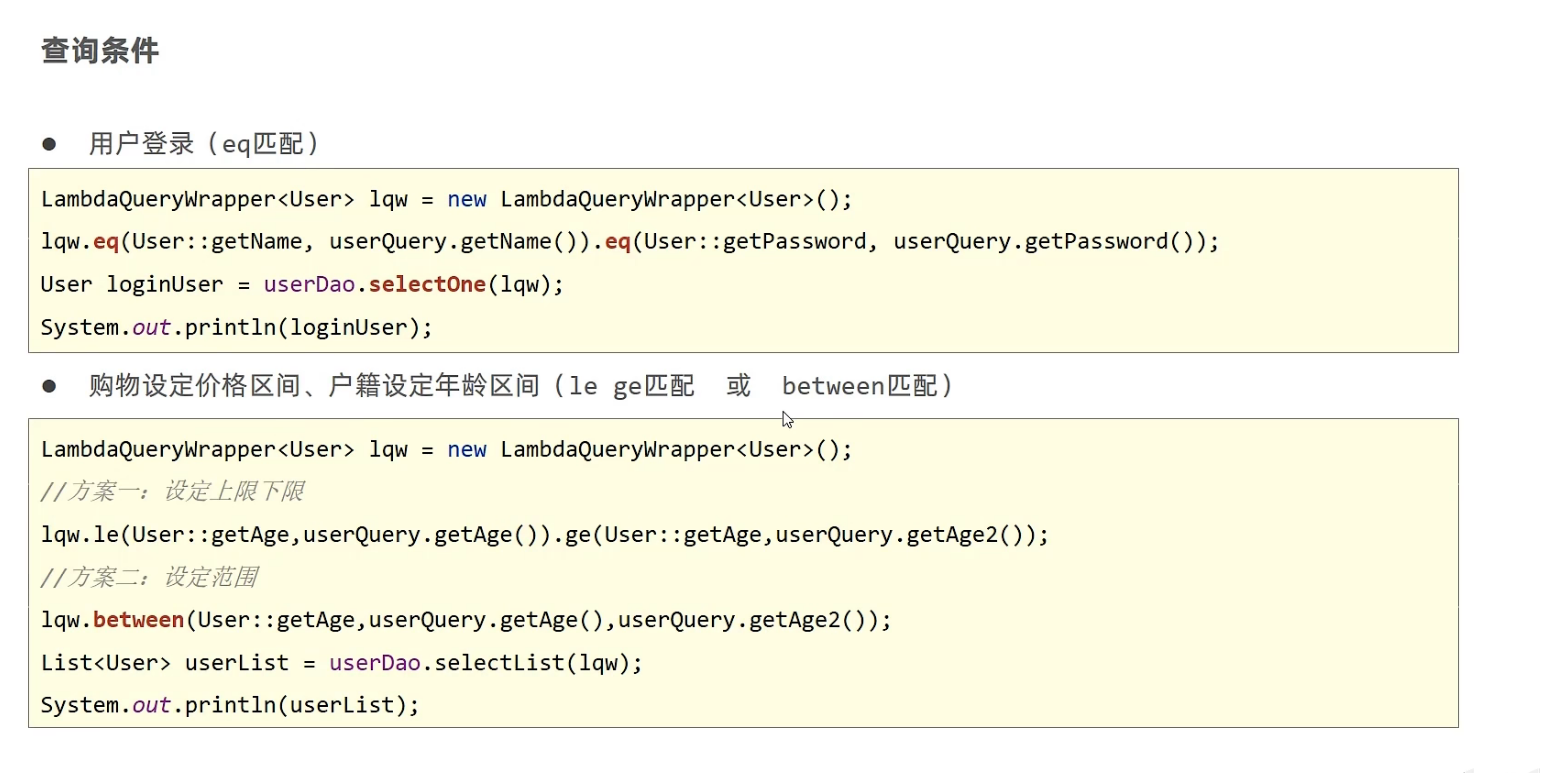 查询条件
● 用户登录（eq匹配）
LambdaQueryWrapper<User> lqw = new LambdaQueryWrapper<User>();
lqw.eq(User::getName, userQuery.getName()).eq(User::getPassword, userQuery.getPassword());
User loginUser = userDao.selectOne(lqw);
System.out.println(loginUser);
● 购物设定价格区间、户籍设定年龄区间（le ge匹配 或 between匹配）
LambdaQueryWrapper<User> lqw = new LambdaQueryWrapper<User>();
//方案一：设定上限下限
lqw.le(User::getAge,userQuery.getAge()).ge(User::getAge,userQuery.getAge2());
//方案二：设定范围
lqw.between(User::getAge,userQuery.getAge(),userQuery.getAge2());
List<User> userList = userDao.selectList(lqw);
System.out.println(userList);